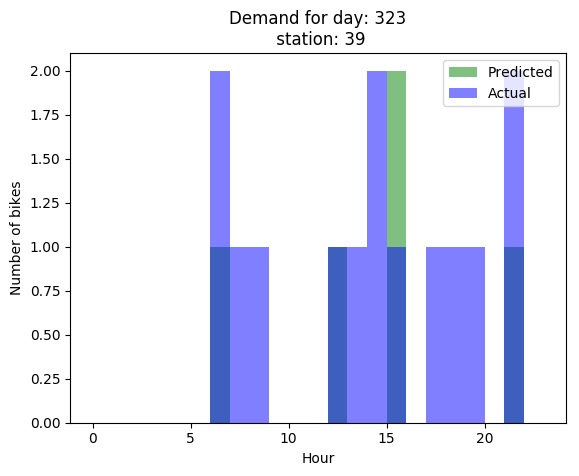 Demand for day: 323
station: 39
Predicted
Actual
Number of bikes
2.00
1.75
1.50
1.25
1.00
0.75
0.50
0.25
0.00
0
5
10
15
20
Hour